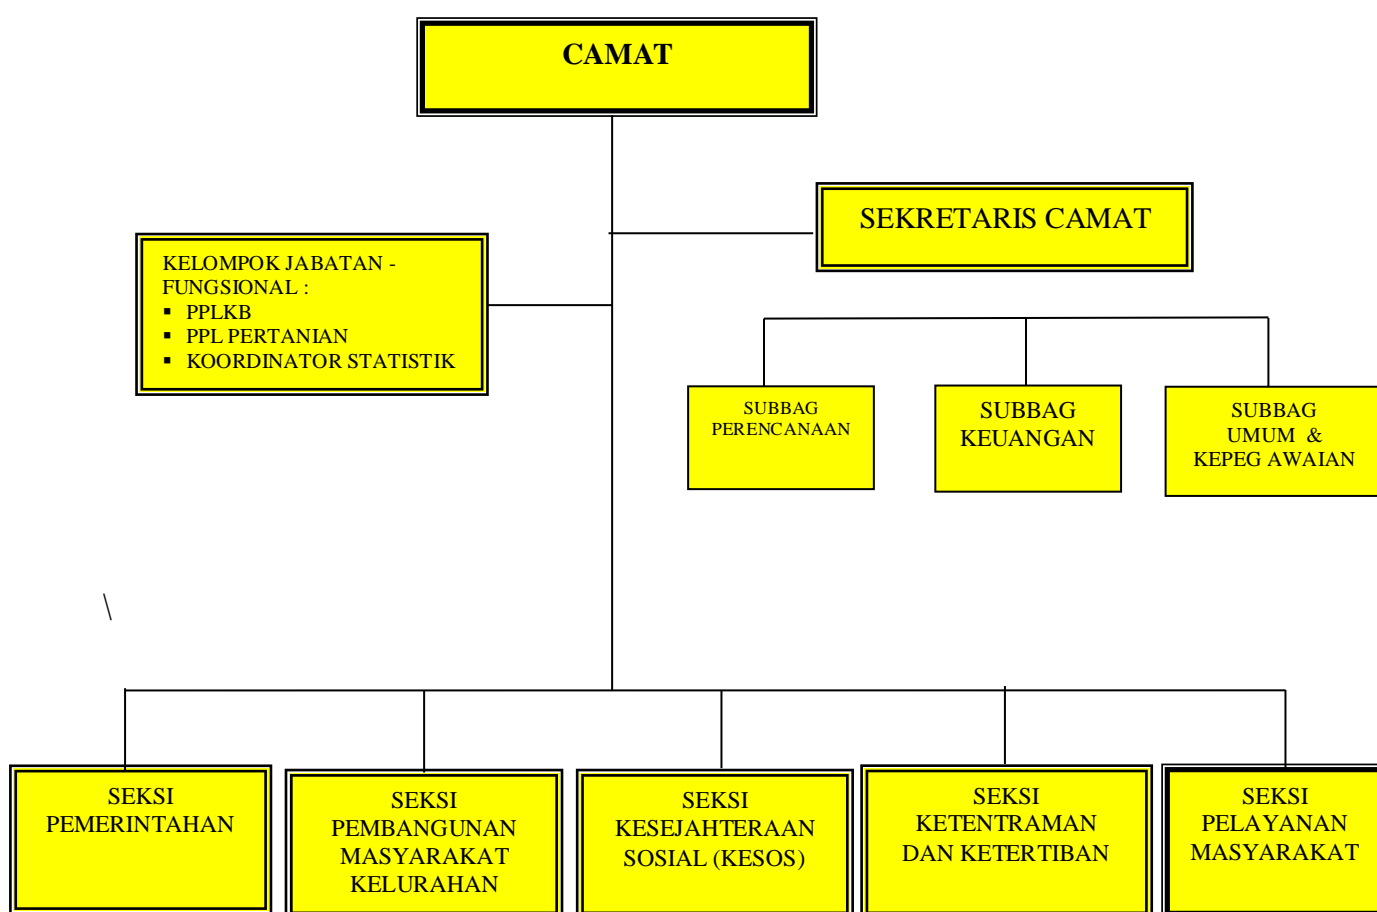 CAMAT
SEKRETARIS CAMAT
KELOMPOK JABATAN -
FUNGSIONAL :
▪ PPLKB
▪ PPL PERTANIAN
▪ KOORDINATOR STATISTIK
SUBBAG
PERENCANAAN
SUBBAG
KEUANGAN
SUBBAG
UMUM &
KEPEG AWAIAN
\
SEKSI
PEMERINTAHAN
SEKSI
PEMBANGUNAN
MASYARAKAT
KELURAHAN
SEKSI
KESEJAHTERAAN
SOSIAL (KESOS)
SEKSI
KETENTRAMAN
DAN KETERTIBAN
SEKSI
PELAYANAN
MASYARAKAT